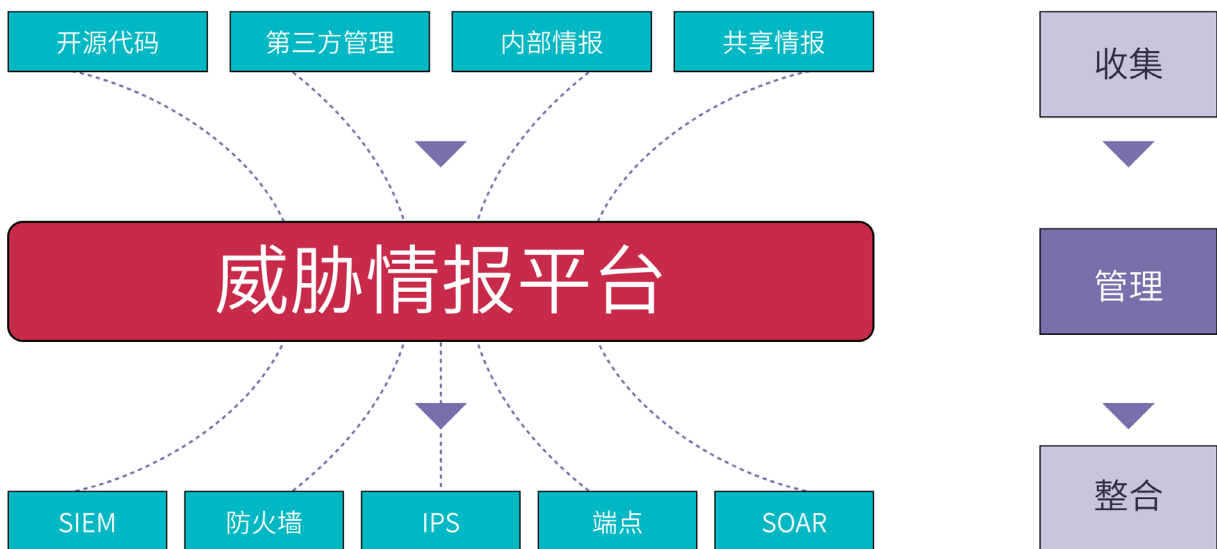 开源代码
第三方管理
内部情报
共享情报
收集
威胁情报平台
管理
SIEM
防火墙
IPS
端点
SOAR
整合